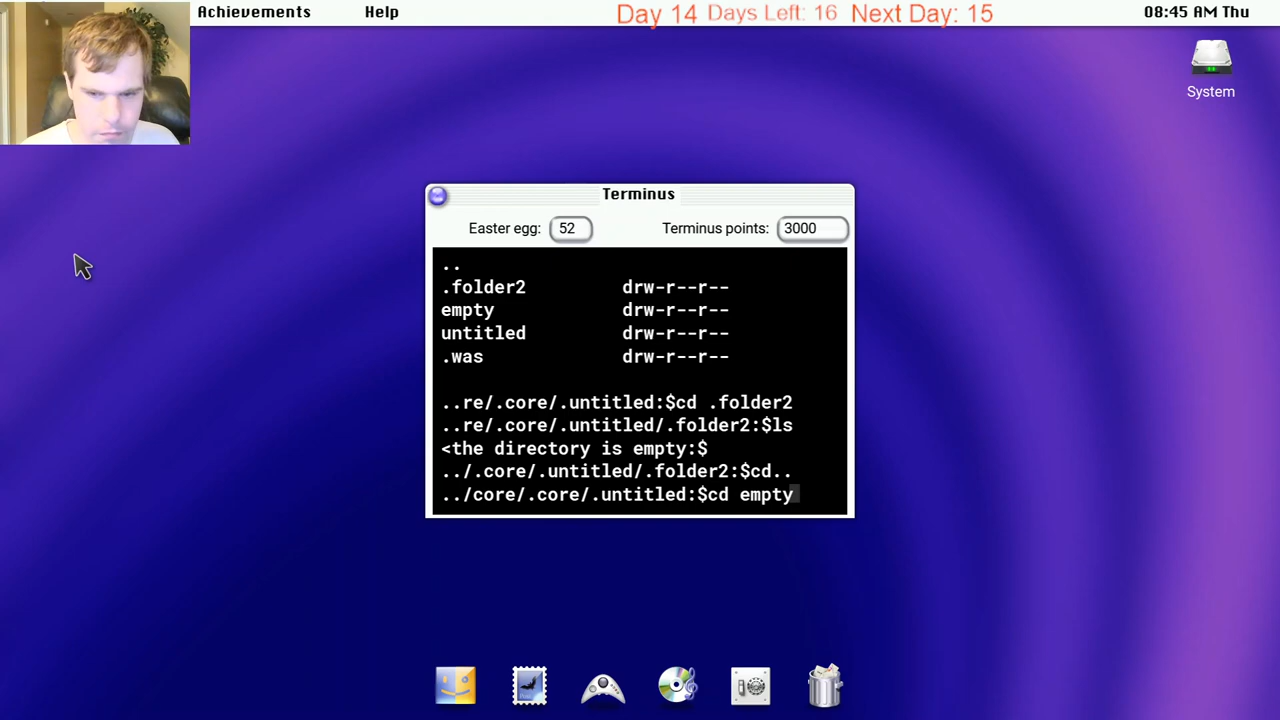 Achievements Help Day 14 Days Left: 16 Next Day: 15 08:45 AM Thu
System
Terminus
Easter egg: 52 Terminus points: 3000
..
.folder2 drw-r--r--
empty drw-r--r--
untitled drw-r--r--
.was drw-r--r--
..re/.core/.untitled:$cd .folder2
..re/.core/.untitled/.folder2:$ls
<the directory is empty:$
../.core/.untitled/.folder2:$cd..
../core/.core/.untitled:$cd empty